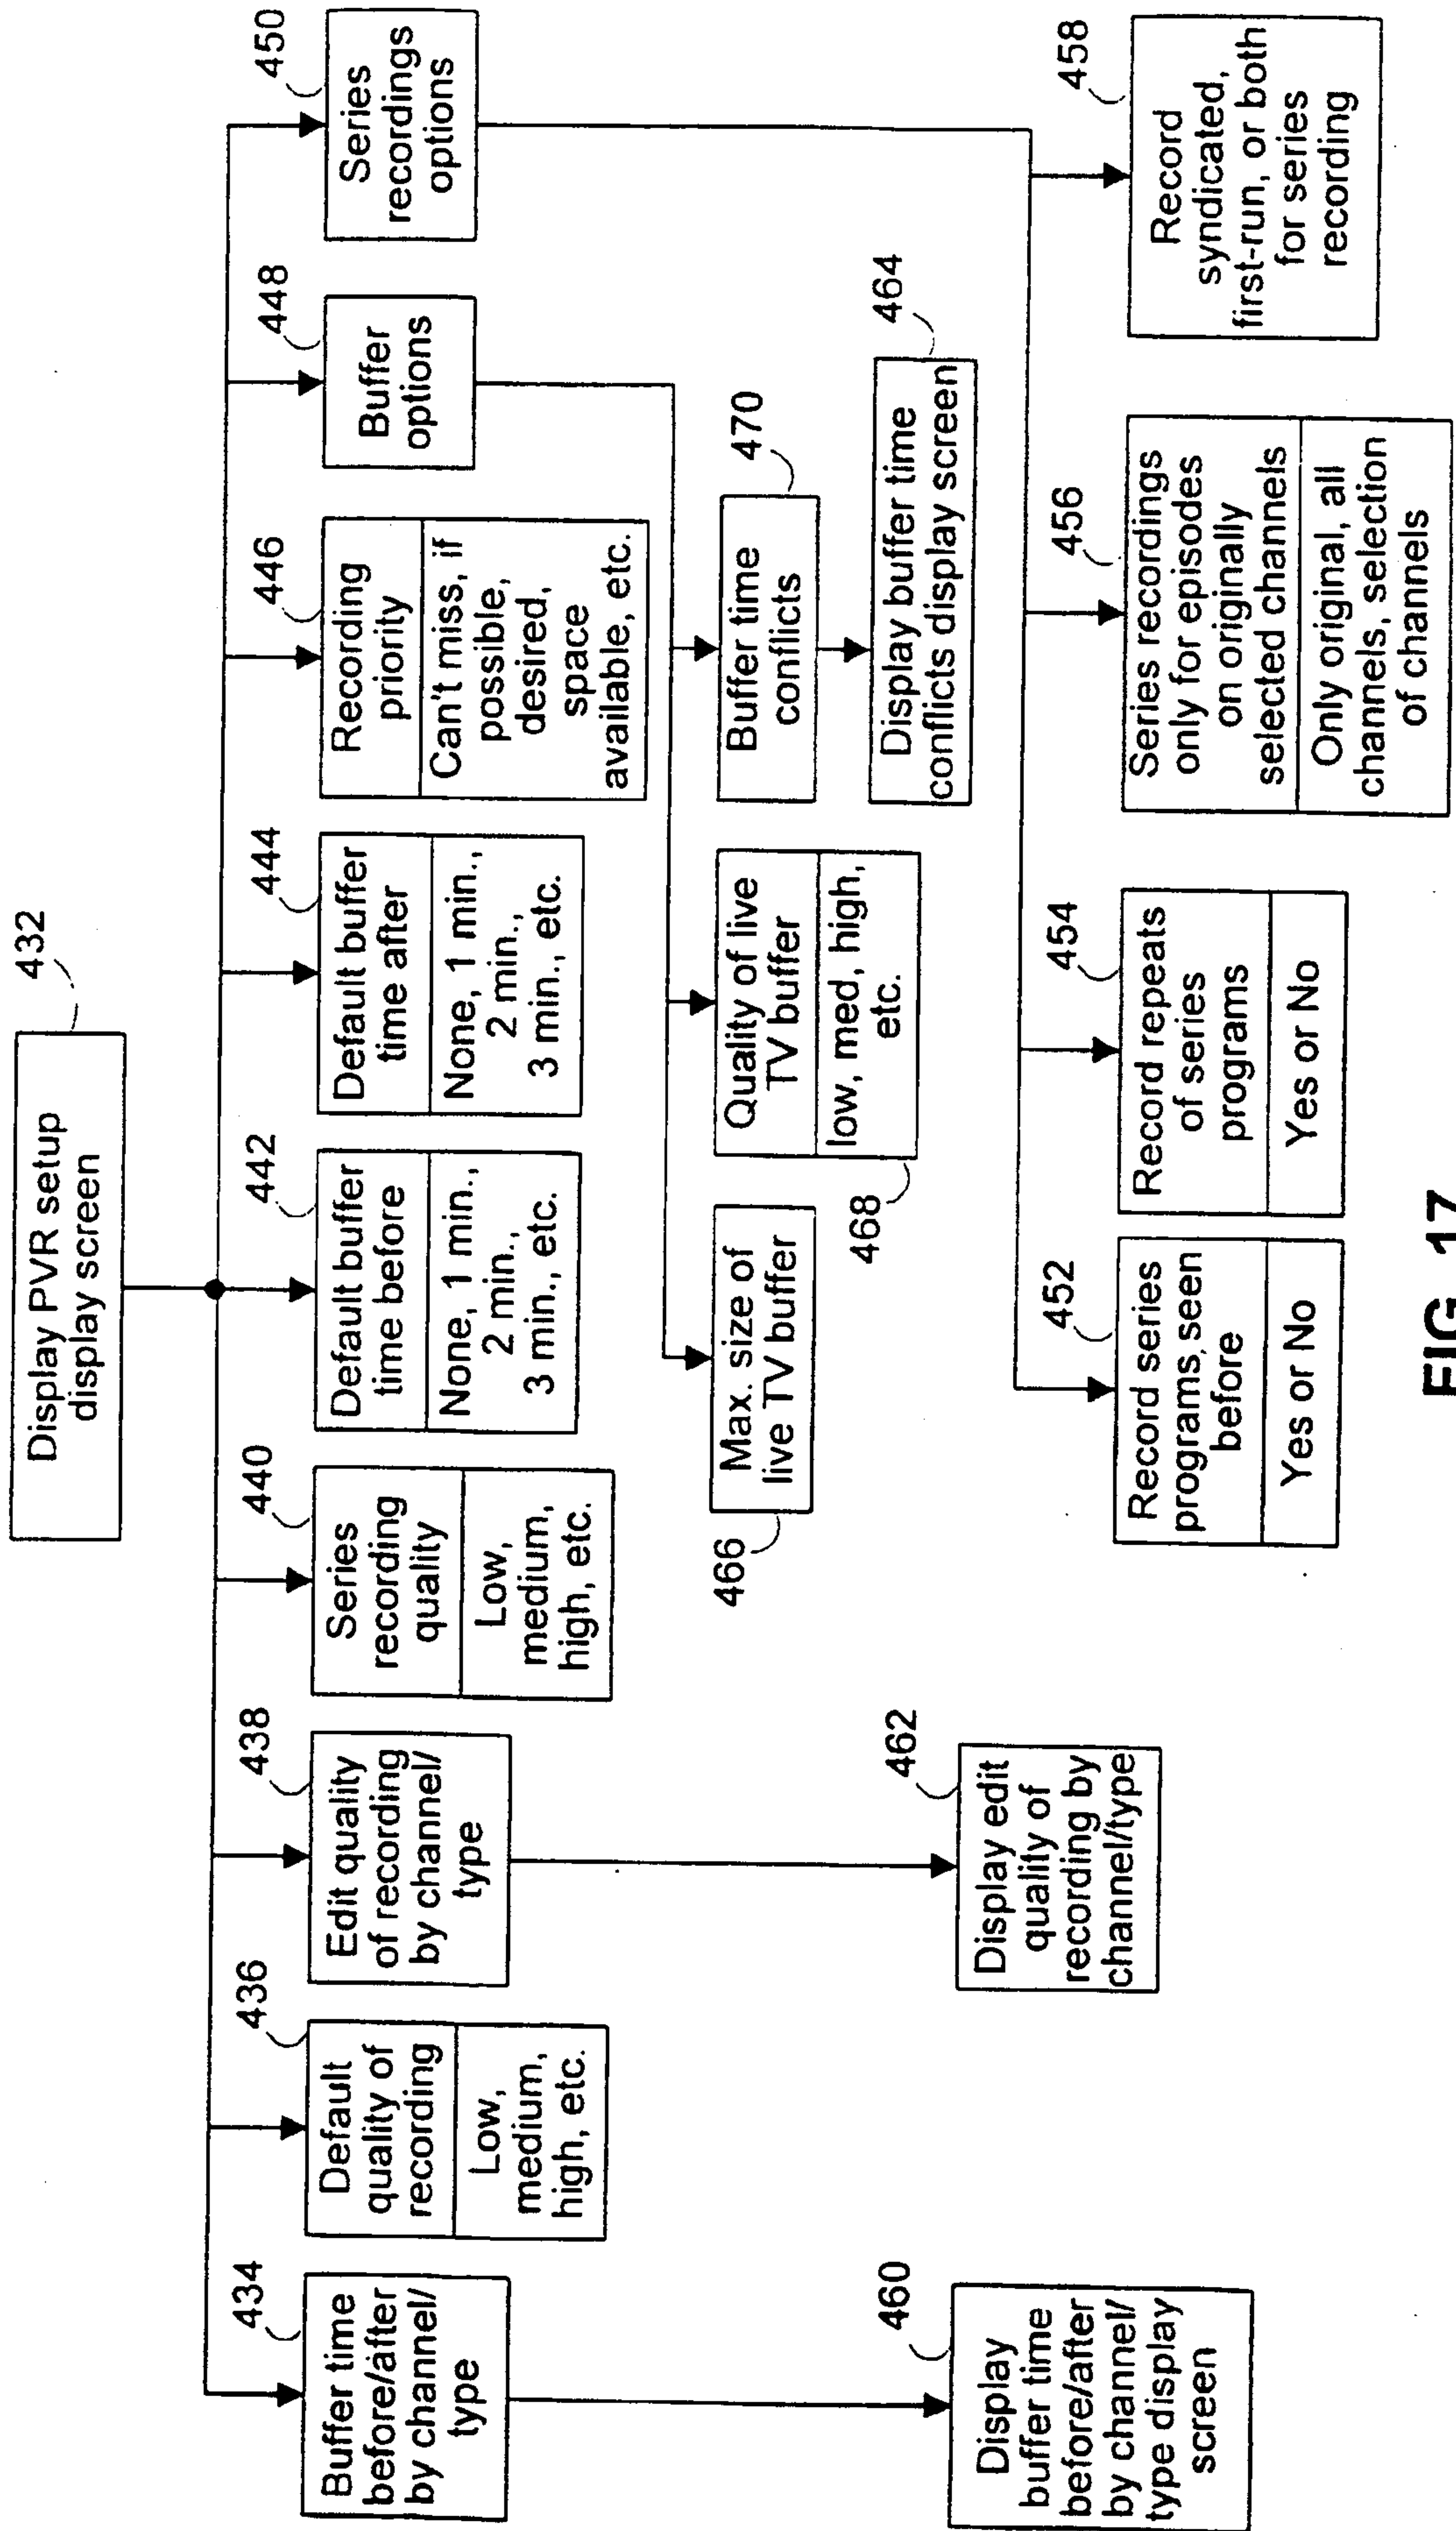 432
Display PVR setup
display screen
434
Buffer time
before/after
by channel/
type
436
Default
quality of
recording
Low,
medium,
high, etc.
438
Edit quality
of recording
by channel/
type
440
Series
recording
quality
Low,
medium,
high, etc.
442
Default buffer
time before
None, 1 min.,
2 min.,
3 min., etc.
444
Default buffer
time after
None, 1 min.,
2 min.,
3 min., etc.
446
Recording
priority
Can't miss, if
possible,
desired,
space
available, etc.
448
Buffer
options
450
Series
recordings
options
466
Max. size of
live TV buffer
468
Quality of live
TV buffer
low, med, high,
etc.
470
Buffer time
conflicts
464
Display buffer time
conflicts display screen
460
Display
buffer time
before/after
by channel/
type display
screen
462
Display edit
quality of
recording by
channel/type
452
Record series
programs, seen
before
Yes or No
454
Record repeats
of series
programs
Yes or No
456
Series recordings
only for episodes
on originally
selected channels
Only original, all
channels, selection
of channels
458
Record
syndicated,
first-run, or both
for series
recording
FIG. 17